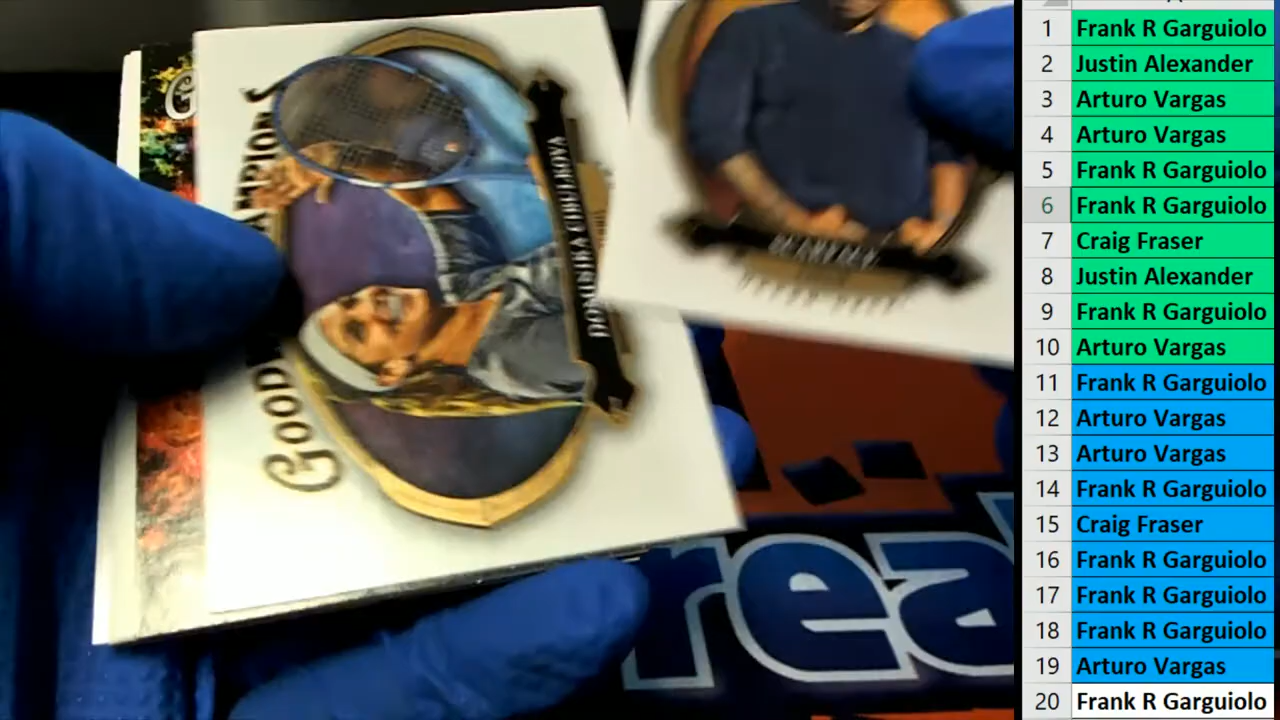 DOMINIKA CIBULKOVA
GOOD
rea
1 Frank R Garguiolo
2 Justin Alexander
3 Arturo Vargas
4 Arturo Vargas
5 Frank R Garguiolo
6 Frank R Garguiolo
7 Craig Fraser
8 Justin Alexander
9 Frank R Garguiolo
10 Arturo Vargas
11 Frank R Garguiolo
12 Arturo Vargas
13 Arturo Vargas
14 Frank R Garguiolo
15 Craig Fraser
16 Frank R Garguiolo
17 Frank R Garguiolo
18 Frank R Garguiolo
19 Arturo Vargas
20 Frank R Garguiolo